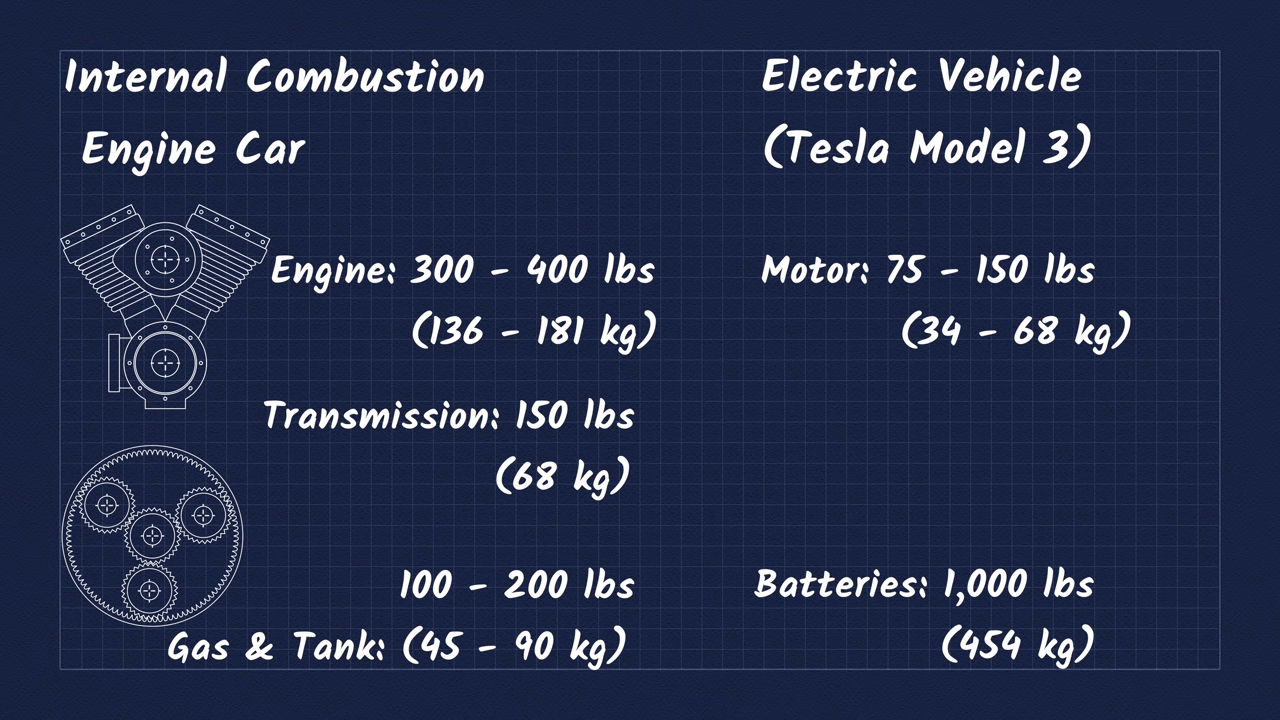 Internal Combustion
Engine Car
Engine: 300 - 400 lbs
(136 - 181 kg)
Transmission: 150 lbs
(68 kg)
100 - 200 lbs
Gas & Tank: (45 - 90 kg)
Electric Vehicle
(Tesla Model 3)
Motor: 75 - 150 lbs
(34 - 68 kg)
Batteries: 1,000 lbs
(454 kg)